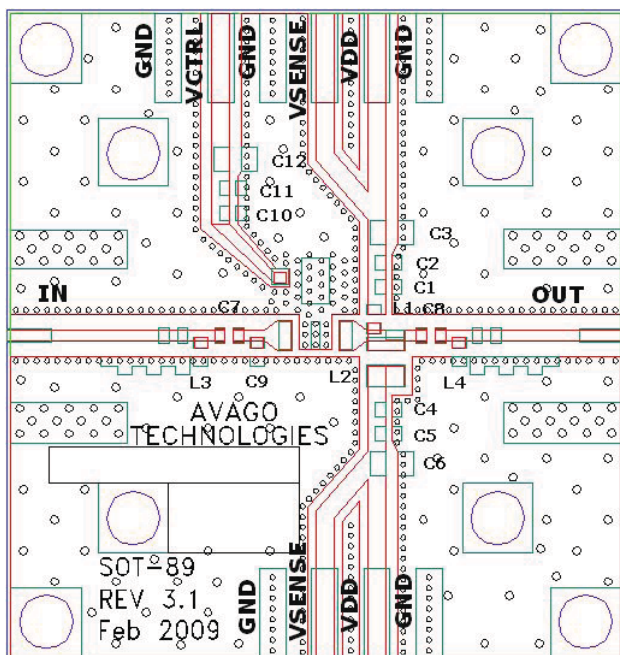 GND
VCTRL
GND
VSENSE
VDD
GND
C12
C11
C10
C3
C2
C1
IN
OUT
C7
L1 C8
L3
C9
L2
L4
AVAGO
TECHNOLOGIES
C4
C5
C6
SOT-89
REV 3.1
Feb 2009
GND
VSENSE
VDD
GND